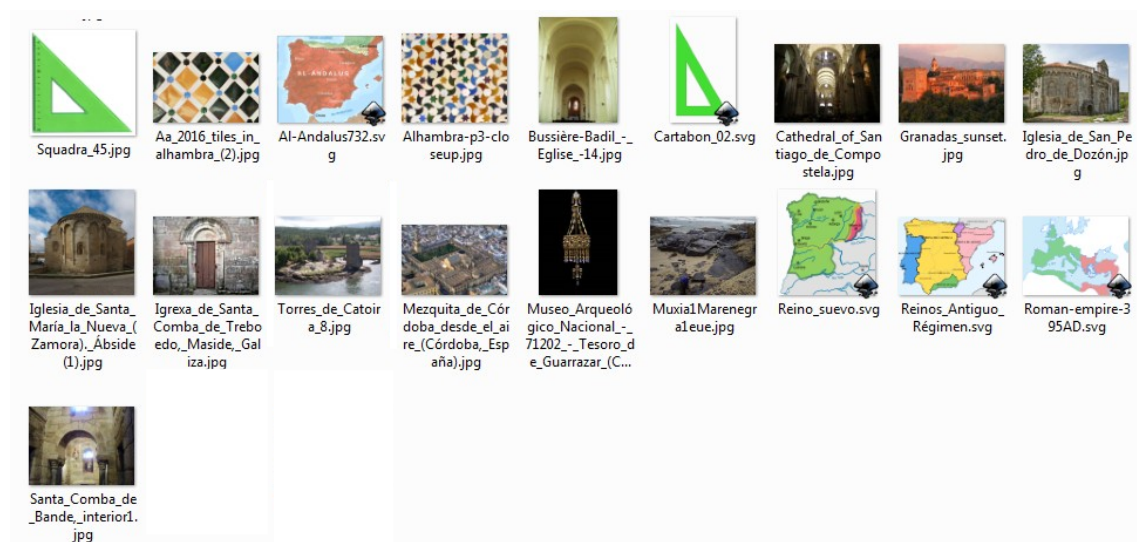 Squadra_45.jpg
Aa_2016_tiles_in_
alhambra_(2).jpg
Al-Andalus732.sv
g
Alhambra-p3-clo
seup.jpg
Bussière-Badil_-_
Eglise_-14.jpg
Cartabon_02.svg
Cathedral_of_San
tiago_de_Compo
stela.jpg
Granadas_sunset.
jpg
Iglesia_de_San_Pe
dro_de_Dozón.jp
g
Iglesia_de_Santa_
María_la_Nueva_(
Zamora)._Ábside
(1).jpg
Igrexa_de_Santa_
Comba_de_Trebo
edo,_Maside,_Gal
iza.jpg
Torres_de_Catoir
a_8.jpg
Mezquita_de_Cór
doba_desde_el_ai
re_(Córdoba,_Esp
aña).jpg
Museo_Arqueoló
gico_Nacional_-_
71202_-_Tesoro_d
e_Guarrazar_(C...
Muxia1Marenegr
a1eue.jpg
Reino_suevo.svg
Reinos_Antiguo_
Régimen.svg
Roman-empire-3
95AD.svg
Santa_Comba_de
_Bande,_interior1.
jpg
AL ANDALUS